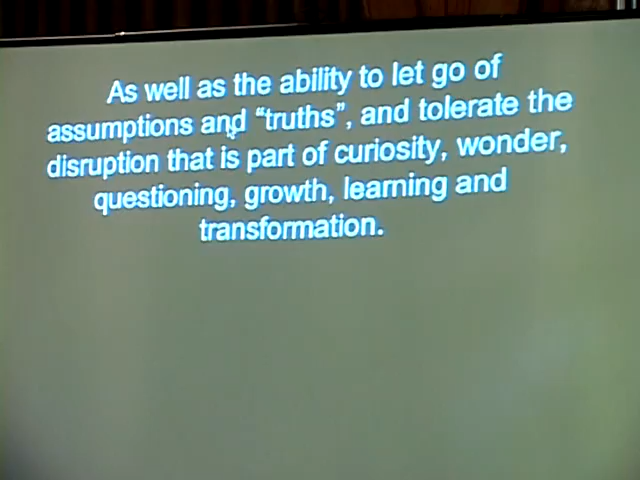 As well as the ability to let go of
assumptions and “truths”, and tolerate the
disruption that is part of curiosity, wonder,
questioning, growth, learning and
transformation.